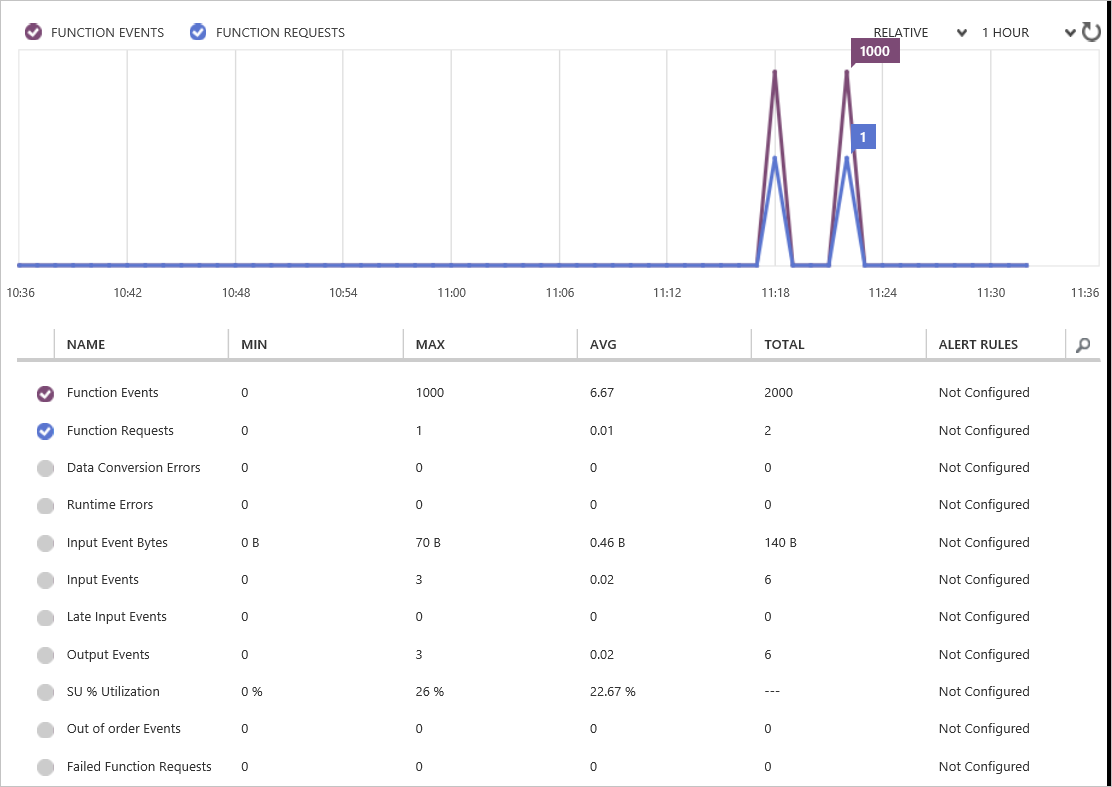 FUNCTION EVENTS FUNCTION REQUESTS RELATIVE 1 HOUR
1000
1
10:36 10:42 10:48 10:54 11:00 11:06 11:12 11:18 11:24 11:30 11:36
NAME MIN MAX AVG TOTAL ALERT RULES
Function Events 0 1000 6.67 2000 Not Configured
Function Requests 0 1 0.01 2 Not Configured
Data Conversion Errors 0 0 0 0 Not Configured
Runtime Errors 0 0 0 0 Not Configured
Input Event Bytes 0 B 70 B 0.46 B 140 B Not Configured
Input Events 0 3 0.02 6 Not Configured
Late Input Events 0 0 0 0 Not Configured
Output Events 0 3 0.02 6 Not Configured
SU % Utilization 0 % 26 % 22.67 % --- Not Configured
Out of order Events 0 0 0 0 Not Configured
Failed Function Requests 0 0 0 0 Not Configured